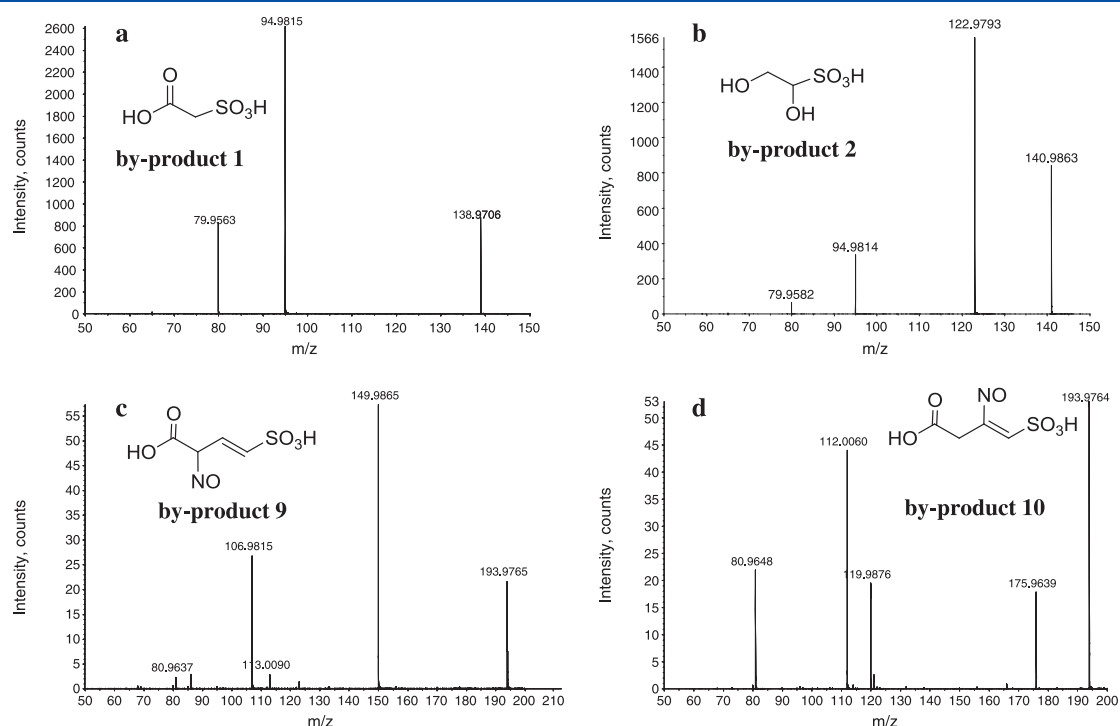 a
94.9815
2600
2400
2200
2000
1800
1600
1400
1200
1000
800
600
400
200
0
Intensity, counts
O
HO
SO₃H
by-product 1
79.9563
138.9706
50 60 70 80 90 100 110 120 130 140 150
m/z
b
122.9793
1566
1400
1200
1000
800
600
400
200
0
Intensity, counts
HO
SO₃H
OH
by-product 2
140.9863
94.9814
79.9582
50 60 70 80 90 100 110 120 130 140 150
m/z
c
149.9865
55
50
45
40
35
30
25
20
15
10
5
0
Intensity, counts
O
HO
SO₃H
NO
by-product 9
106.9815
193.9765
80.9637
113.0090
50 60 70 80 90 100 110 120 130 140 150 160 170 180 190 200 210
m/z
d
193.9764
53
50
45
40
35
30
25
20
15
10
5
0
Intensity, counts
NO
O
HO
SO₃H
by-product 10
112.0060
80.9648
119.9876
175.9639
50 60 70 80 90 100 110 120 130 140 150 160 170 180 190 200
m/z